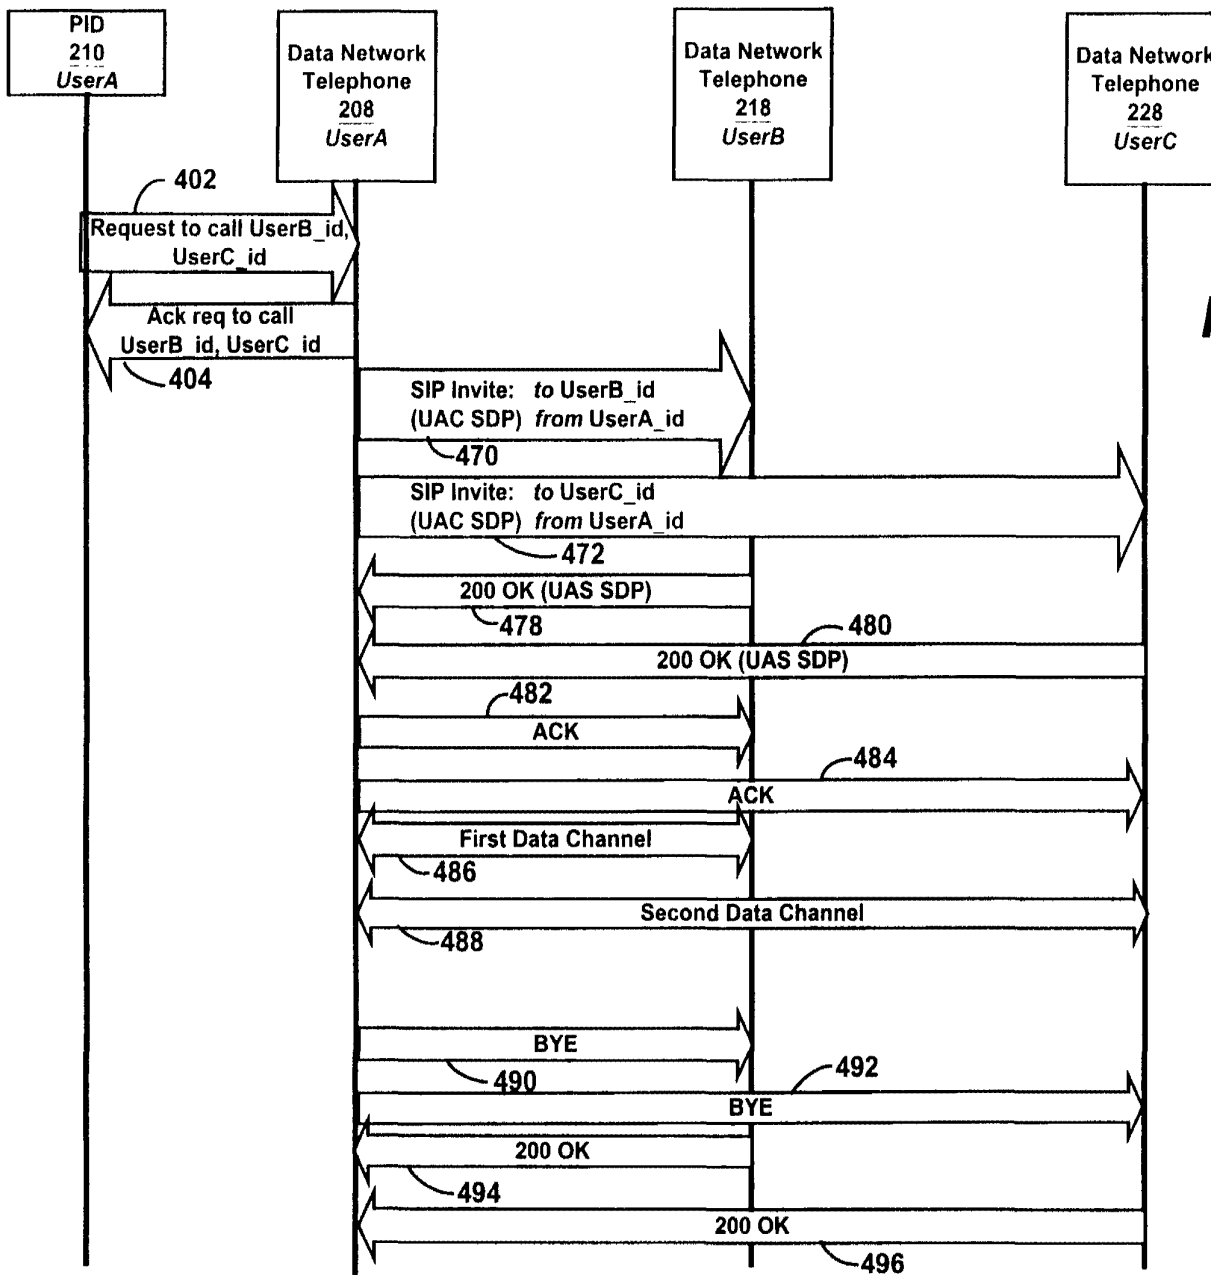 PID
210
UserA
Data Network
Telephone
208
UserA
Data Network
Telephone
218
UserB
Data Network
Telephone
228
UserC
402
Request to call UserB_id,
UserC_id
Ack req to call
UserB_id, UserC_id
404
SIP Invite: to UserB_id
(UAC SDP) from UserA_id
470
SIP Invite: to UserC_id
(UAC SDP) from UserA_id
472
200 OK (UAS SDP)
478
480
200 OK (UAS SDP)
482
ACK
484
ACK
First Data Channel
486
Second Data Channel
488
BYE
490
492
BYE
200 OK
494
200 OK
496